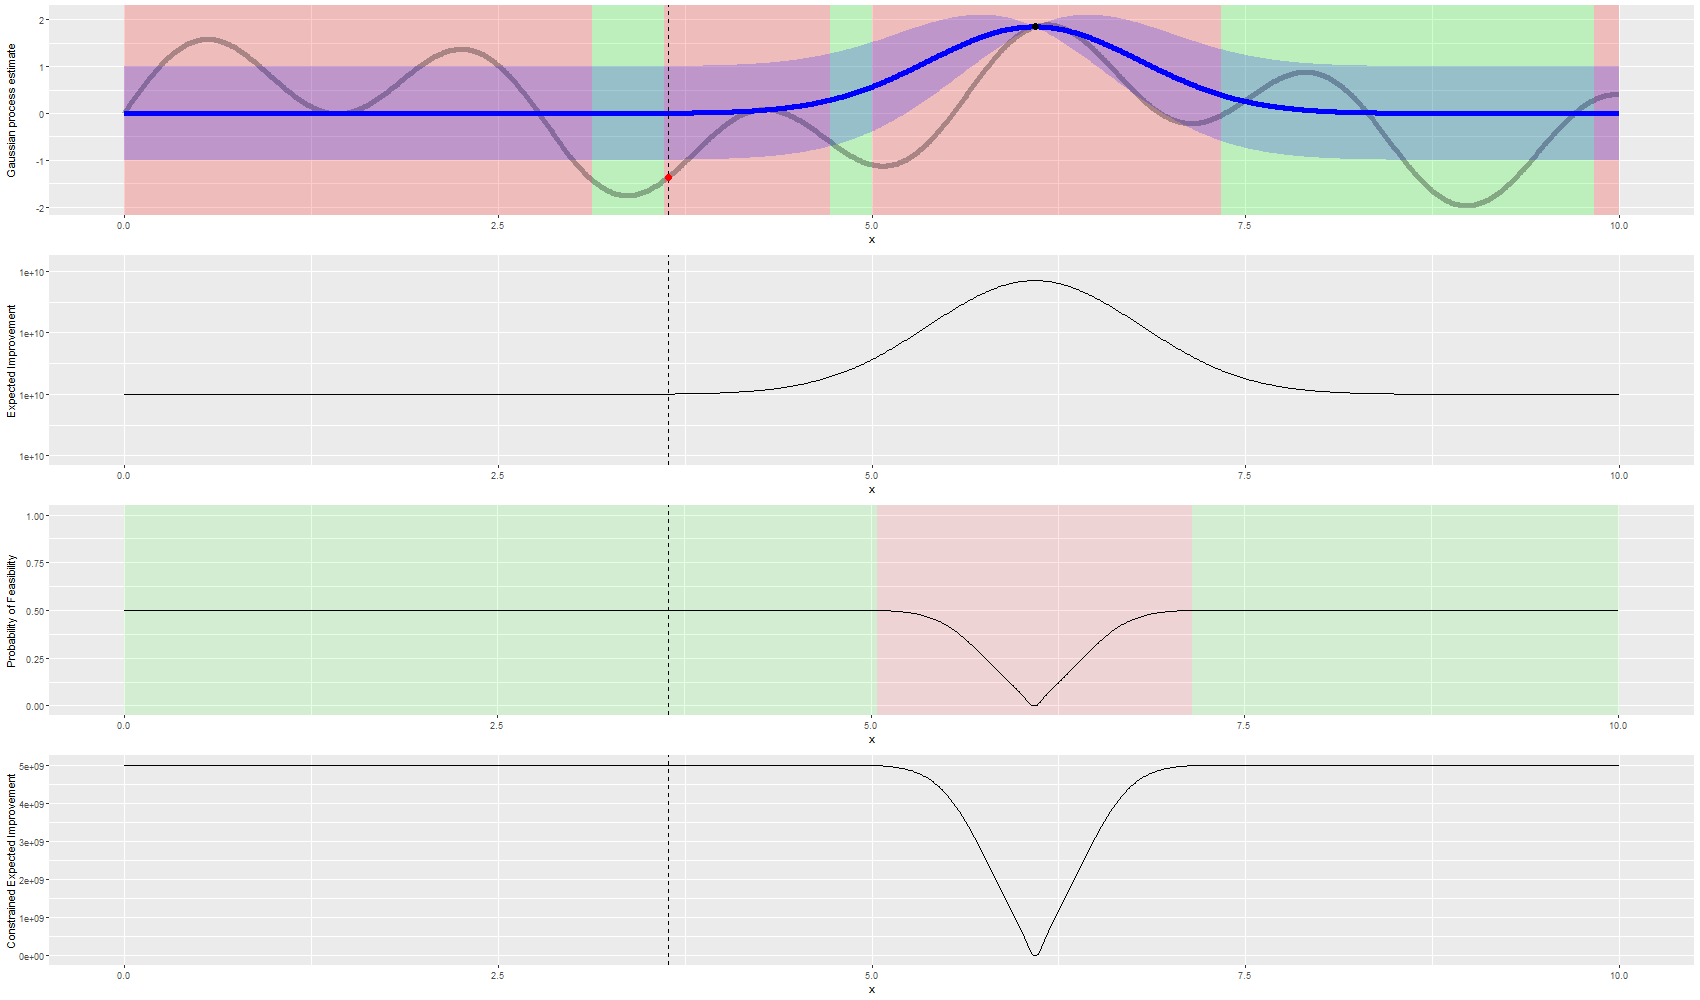 Gaussian process estimate
2
1
0
-1
-2
0.0 2.5 5.0 7.5 10.0
x
Expected Improvement
1e+10
1e+10
1e+10
1e+10
0.0 2.5 5.0 7.5 10.0
x
Probability of Feasibility
1.00
0.75
0.50
0.25
0.00
0.0 2.5 5.0 7.5 10.0
x
Constrained Expected Improvement
5e+09
4e+09
3e+09
2e+09
1e+09
0e+00
0.0 2.5 5.0 7.5 10.0
x